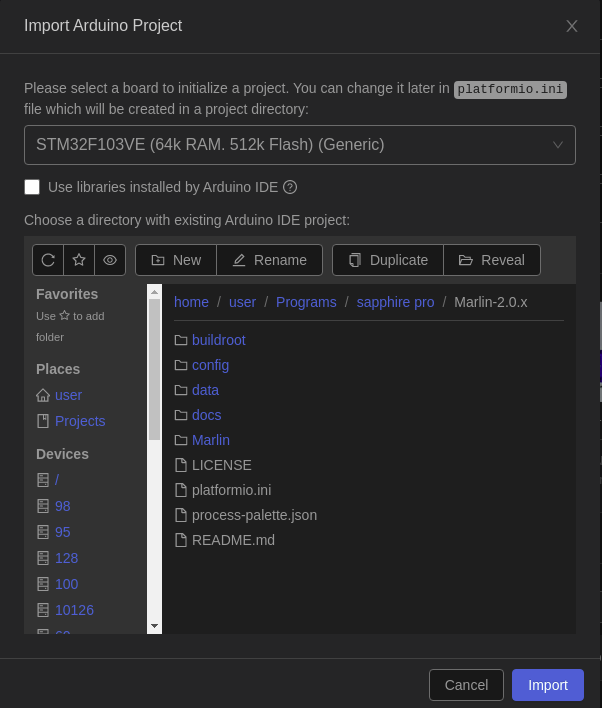 Import Arduino Project
Please select a board to initialize a project. You can change it later in platformio.ini
file which will be created in a project directory:
STM32F103VE (64k RAM. 512k Flash) (Generic)
Use libraries installed by Arduino IDE
Choose a directory with existing Arduino IDE project:
New Rename Duplicate Reveal
Favorites
Use to add
folder
Places
user
Projects
Devices
/
98
95
128
100
10126
home / user / Programs / sapphire pro / Marlin-2.0.x
buildroot
config
data
docs
Marlin
LICENSE
platformio.ini
process-palette.json
README.md
Cancel Import